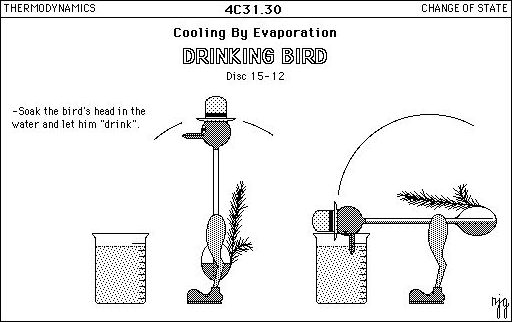 THERMODYNAMICS 4C31.30 CHANGE OF STATE
Cooling By Evaporation
DRINKING BIRD
Disc 15-12
-Soak the bird's head in the
water and let him "drink".
njg